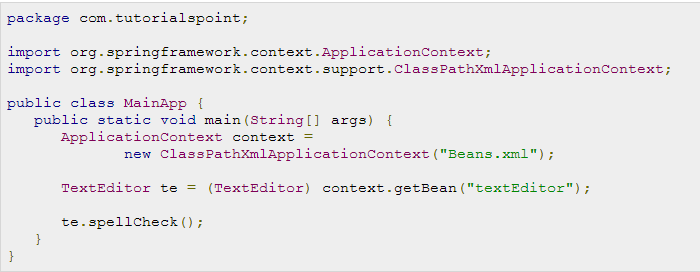 package com.tutorialspoint;
import org.springframework.context.ApplicationContext;
import org.springframework.context.support.ClassPathXmlApplicationContext;
public class MainApp {
public static void main(String[] args) {
ApplicationContext context =
new ClassPathXmlApplicationContext("Beans.xml");
TextEditor te = (TextEditor) context.getBean("textEditor");
te.spellCheck();
}
}